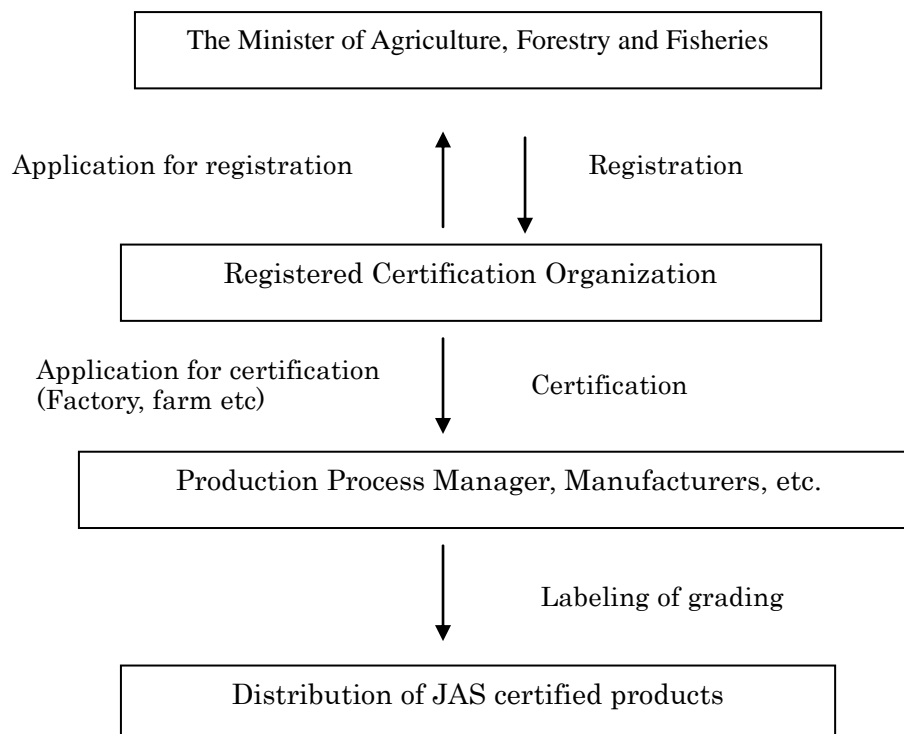 The Minister of Agriculture, Forestry and Fisheries
Application for registration
Registration
Registered Certification Organization
Application for certification
(Factory, farm etc)
Certification
Production Process Manager, Manufacturers, etc.
Labeling of grading
Distribution of JAS certified products